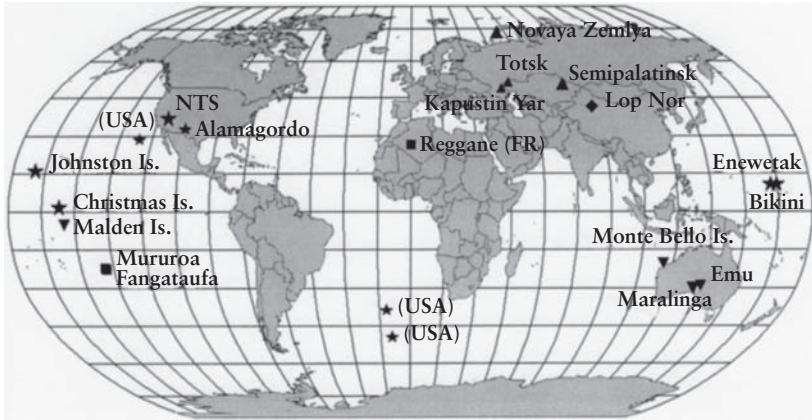 Novaya Zemlya
Totsk
Semipalatinsk
Kapustin Yar
Lop Nor
NTS
(USA)
Alamagordo
Reggane (FR)
Johnston Is.
Enewetak
Christmas Is.
Bikini
Malden Is.
Monte Bello Is.
Mururoa
Fangataufa
Emu
Maralinga
(USA)
(USA)